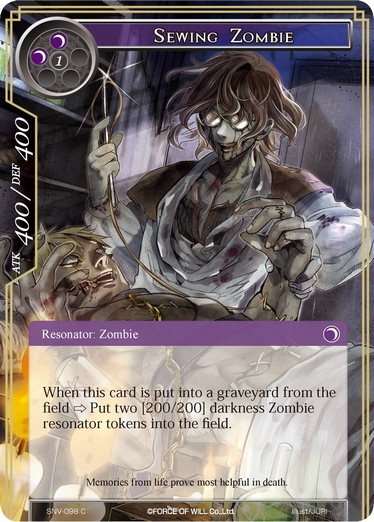 Sewing Zombie
1
ATK 400 / DEF 400
Resonator: Zombie
When this card is put into a graveyard from the
field ⇨ Put two [200/200] darkness Zombie
resonator tokens into the field.
Memories from life prove most helpful in death.
SNV-098 C ©FORCE OF WILL Co.,Ltd. Illust/JURI